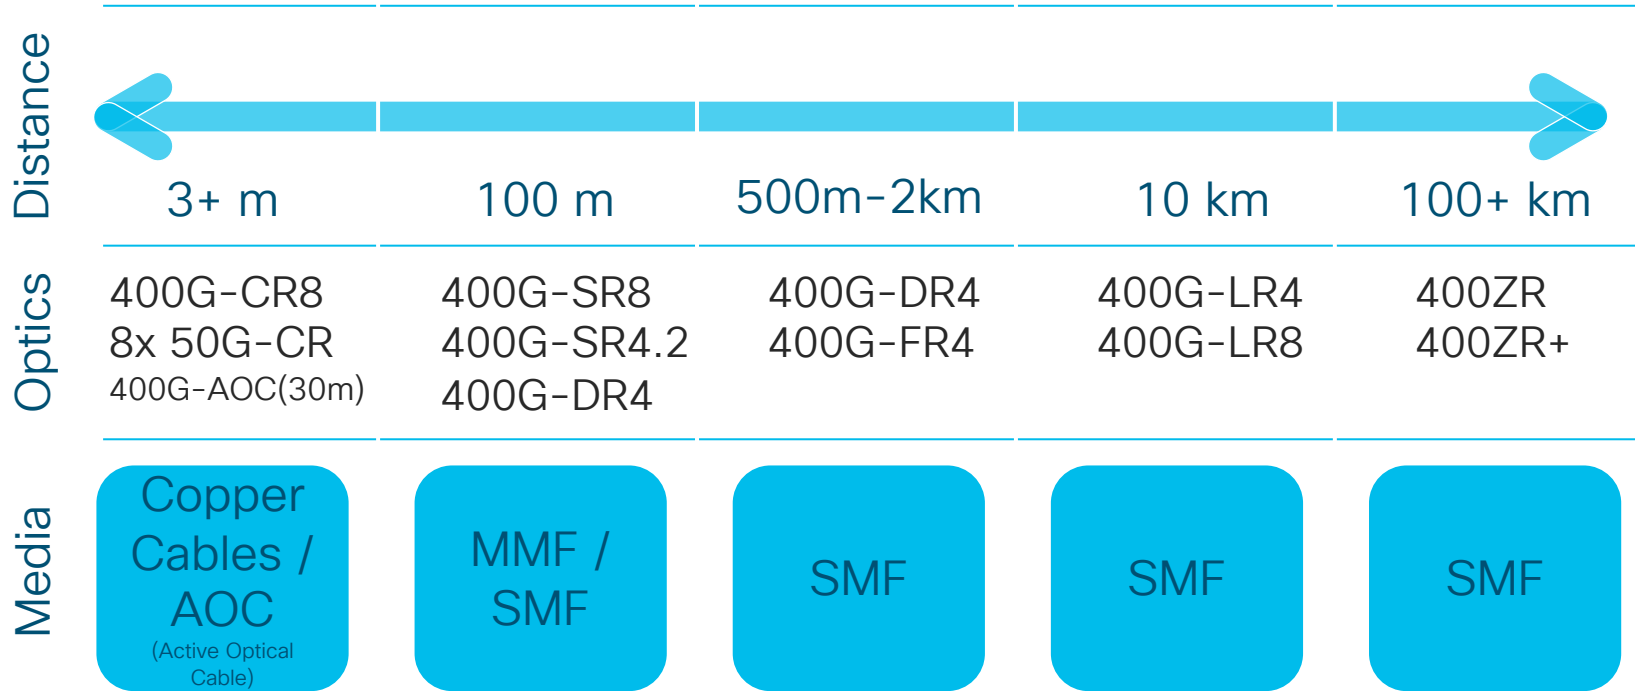 Distance
3+ m
100 m
500m-2km
10 km
100+ km
Optics
400G-CR8
8x 50G-CR
400G-AOC(30m)
400G-SR8
400G-SR4.2
400G-DR4
400G-DR4
400G-FR4
400G-LR4
400G-LR8
400ZR
400ZR+
Media
Copper
Cables /
AOC
(Active Optical
Cable)
MMF /
SMF
SMF
SMF
SMF